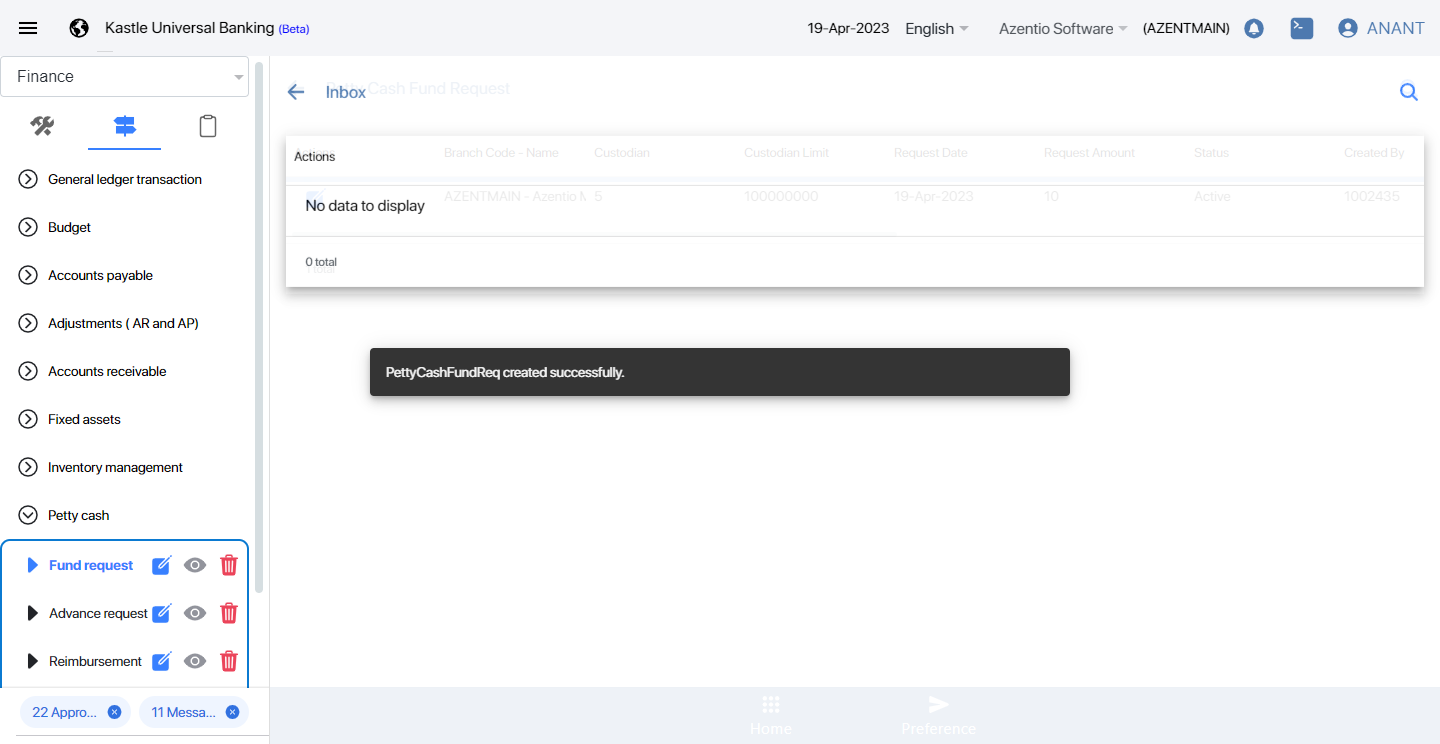 Kastle Universal Banking (Beta)
19-Apr-2023
English
Azentio Software
(AZENTMAIN)
ANANT
Finance
General ledger transaction
Budget
Accounts payable
Adjustments ( AR and AP)
Accounts receivable
Fixed assets
Inventory management
Petty cash
Fund request
Advance request
Reimbursement
22 Appro...
11 Messa...
Inbox
Petty Cash Fund Request
Actions
Branch Code - Name
Custodian
Custodian Limit
Request Date
Request Amount
Status
Created By
AZENTMAIN - Azentio M
5
100000000
19-Apr-2023
10
Active
1002435
No data to display
0 total
PettyCashFundReq created successfully.
Home
Preference